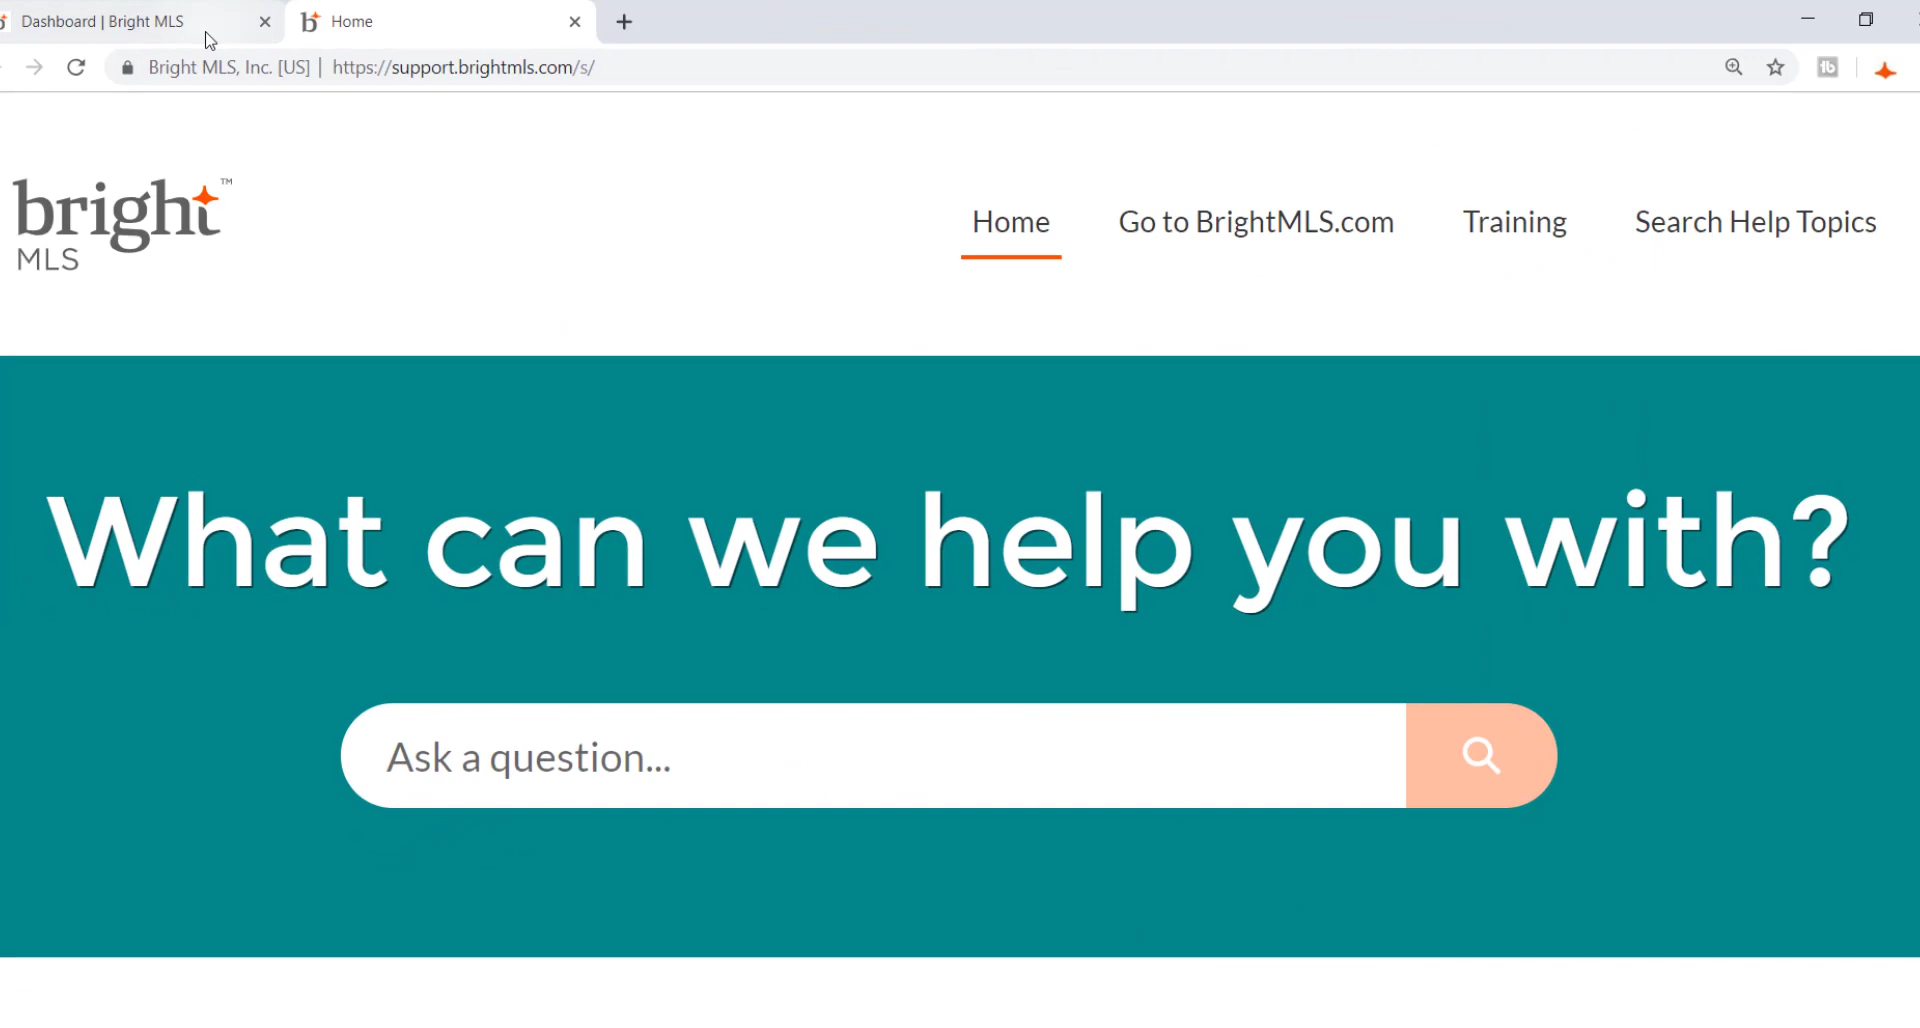 Dashboard | Bright MLS
Home
Bright MLS, Inc. [US] | https://support.brightmls.com/s/
bright™
MLS
Home
Go to BrightMLS.com
Training
Search Help Topics
What can we help you with?
Ask a question...